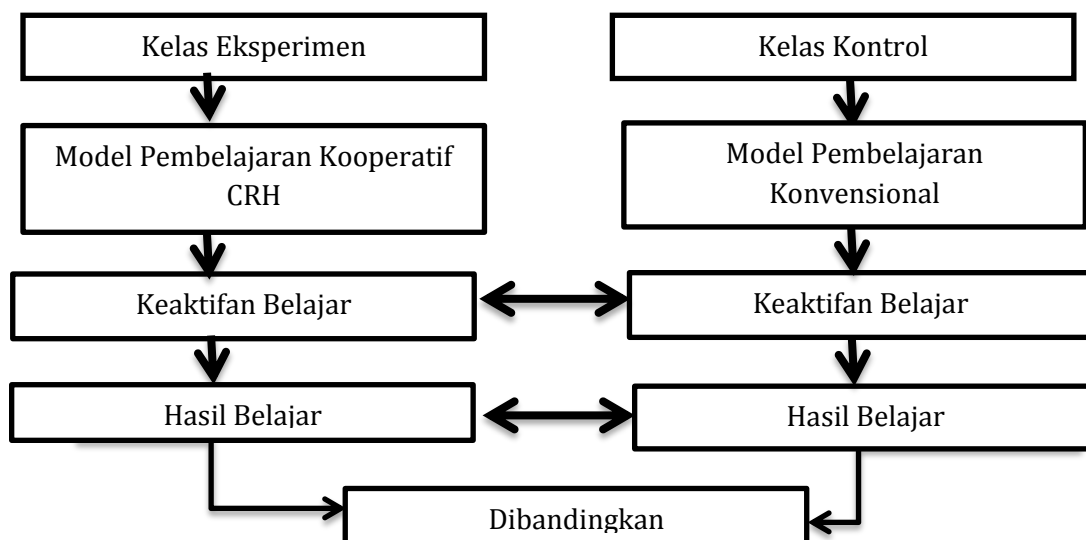 Kelas Eksperimen
Kelas Kontrol
Model Pembelajaran Kooperatif
CRH
Model Pembelajaran
Konvensional
Keaktifan Belajar
Keaktifan Belajar
Hasil Belajar
Hasil Belajar
Dibandingkan